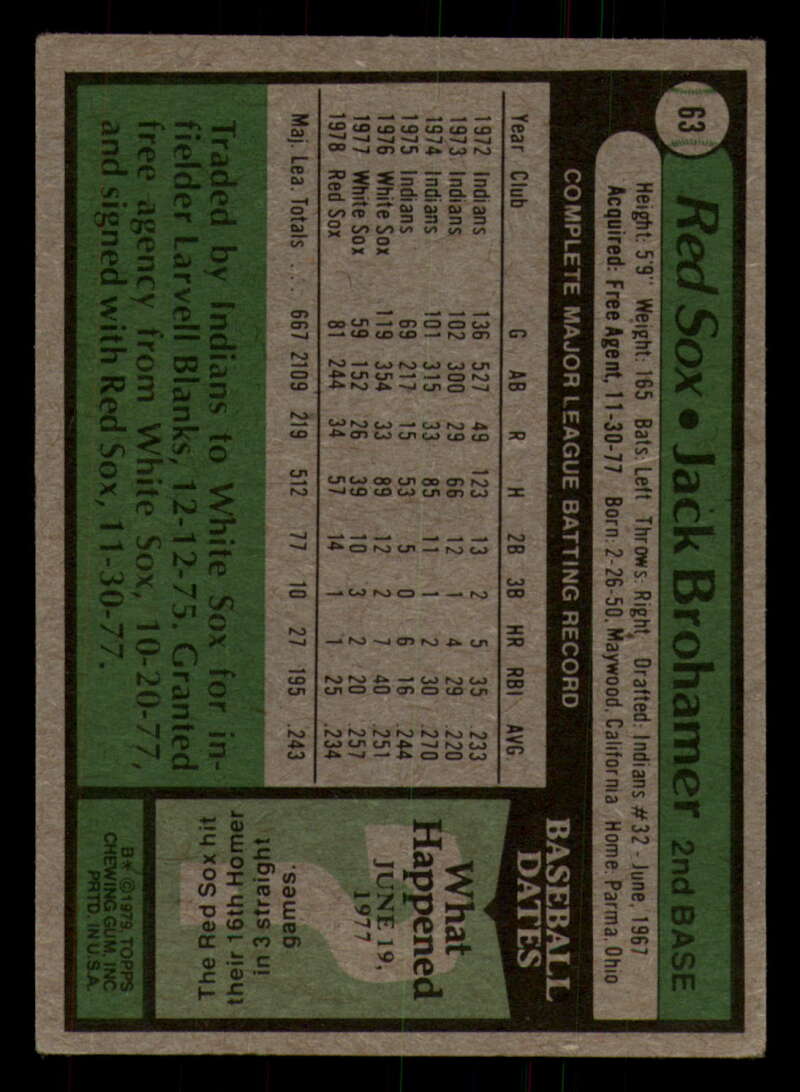 63
Red Sox • Jack Brohamer 2nd BASE
Height: 5'9" Weight: 165 Bats: Left Throws: Right Drafted: Indians #32 - June, 1967
Acquired: Free Agent, 11-30-77 Born: 2-26-50, Maywood, California Home: Parma, Ohio
COMPLETE MAJOR LEAGUE BATTING RECORD
Year Club G AB R H 2B 3B HR RBI AVG
1972 Indians 136 527 49 123 13 2 5 35 .233
1973 Indians 102 300 29 66 12 1 4 29 .220
1974 Indians 101 315 33 85 11 1 2 30 .270
1975 Indians 69 217 15 53 5 0 6 16 .244
1976 White Sox 119 354 33 89 12 2 7 40 .251
1977 White Sox 59 152 26 39 10 3 2 20 .257
1978 Red Sox 81 244 34 57 14 1 1 25 .234
Maj. Lea. Totals .... 667 2109 219 512 77 10 27 195 .243
Traded by Indians to White Sox for in-
fielder Larvell Blanks, 12-12-75. Granted
free agency from White Sox, 10-20-77,
and signed with Red Sox, 11-30-77.
BASEBALL
DATES
What
Happened
JUNE 19,
1977
The Red Sox hit
their 16th Homer
in 3 straight
games.
B* © 1979, TOPPS
CHEWING GUM, INC
PRTD. IN U.S.A.